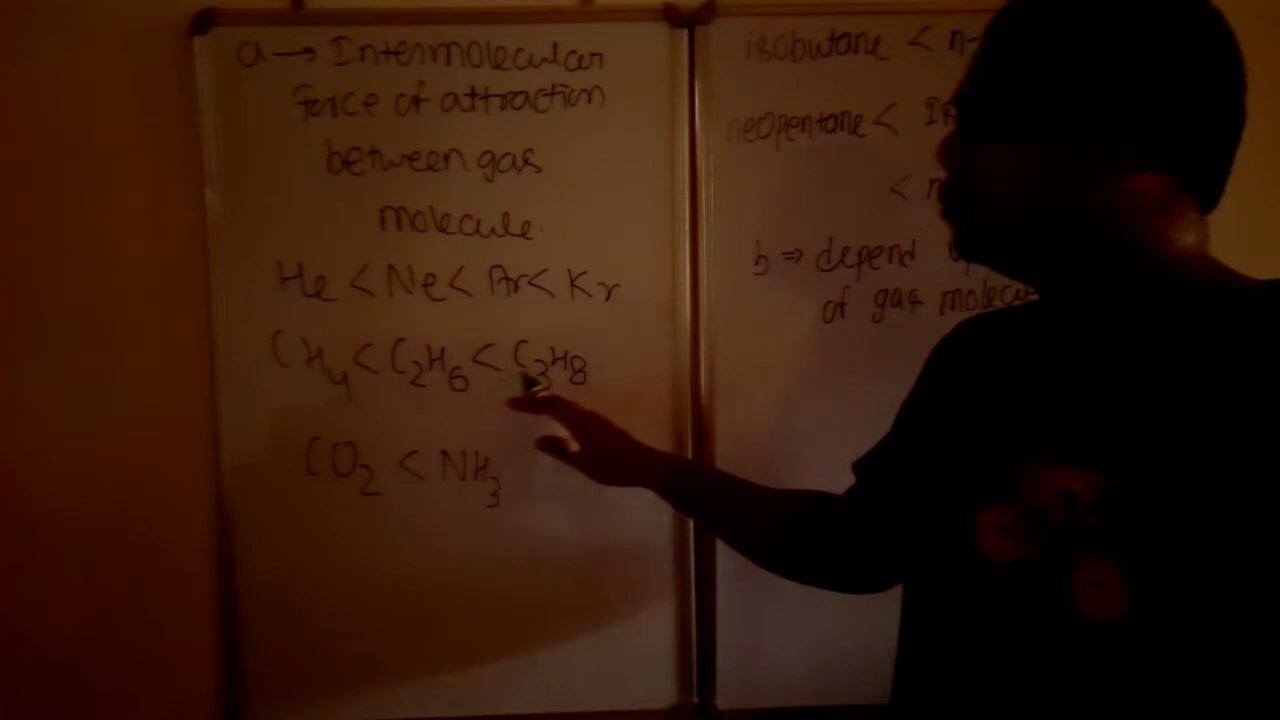 a → Intermolecular
force of attraction
between gas
molecule.
He < Ne < Ar < Kr
CH4 < C2H6 < C3H8
CO2 < NH3
isobutane < n-
neopentane <
<
b ⇒ depend
of gas